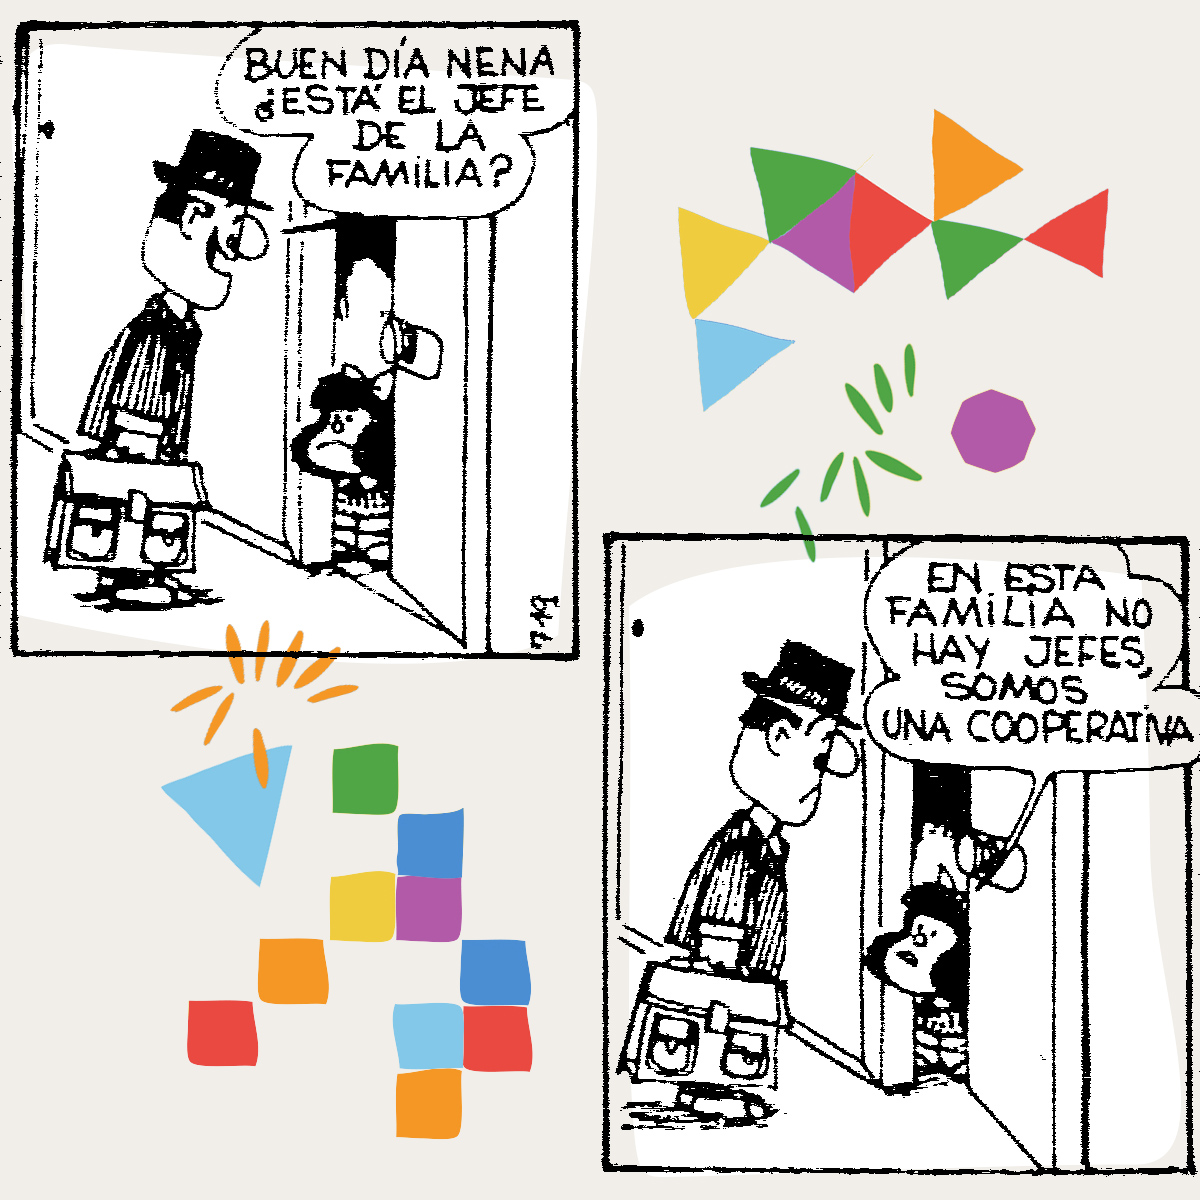 BUEN DÍA NENA
¿ESTÁ EL JEFE
DE LA
FAMILIA?
EN ESTA
FAMILIA NO
HAY JEFES,
SOMOS
UNA COOPERATIVA